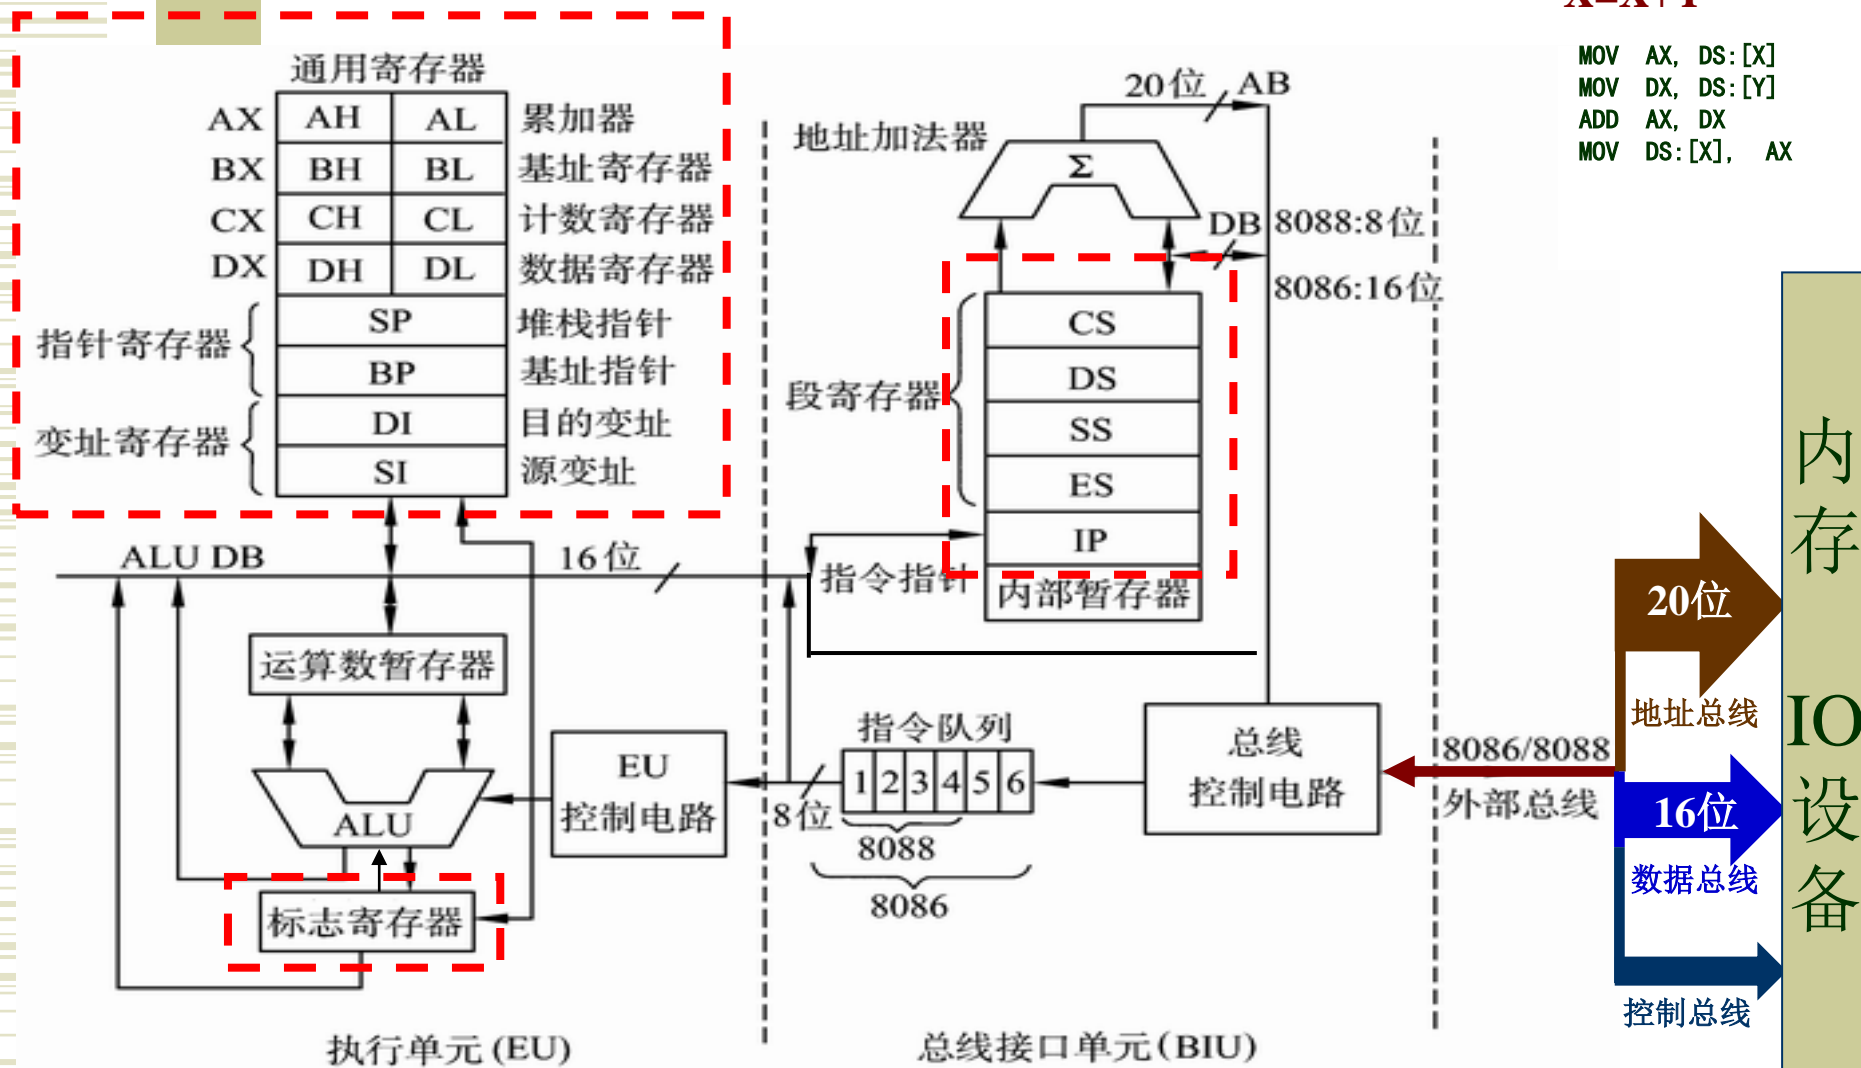 X=X+Y
MOV AX, DS:[X]
MOV DX, DS:[Y]
ADD AX, DX
MOV DS:[X], AX
通用寄存器
AX AH AL 累加器
BX BH BL 基址寄存器
CX CH CL 计数寄存器
DX DH DL 数据寄存器
指针寄存器
SP 堆栈指针
BP 基址指针
变址寄存器
DI 目的变址
SI 源变址
ALU DB
16位
运算数暂存器
ALU
标志寄存器
EU
控制电路
执行单元(EU)
20位 AB
地址加法器
Σ
DB 8088:8位
8086:16位
段寄存器
CS
DS
SS
ES
IP
指令指针
内部暂存器
指令队列
1 2 3 4 5 6
8位
8088
8086
总线
控制电路
总线接口单元(BIU)
8086/8088
外部总线
20位
地址总线
16位
数据总线
控制总线
内存
IO设备